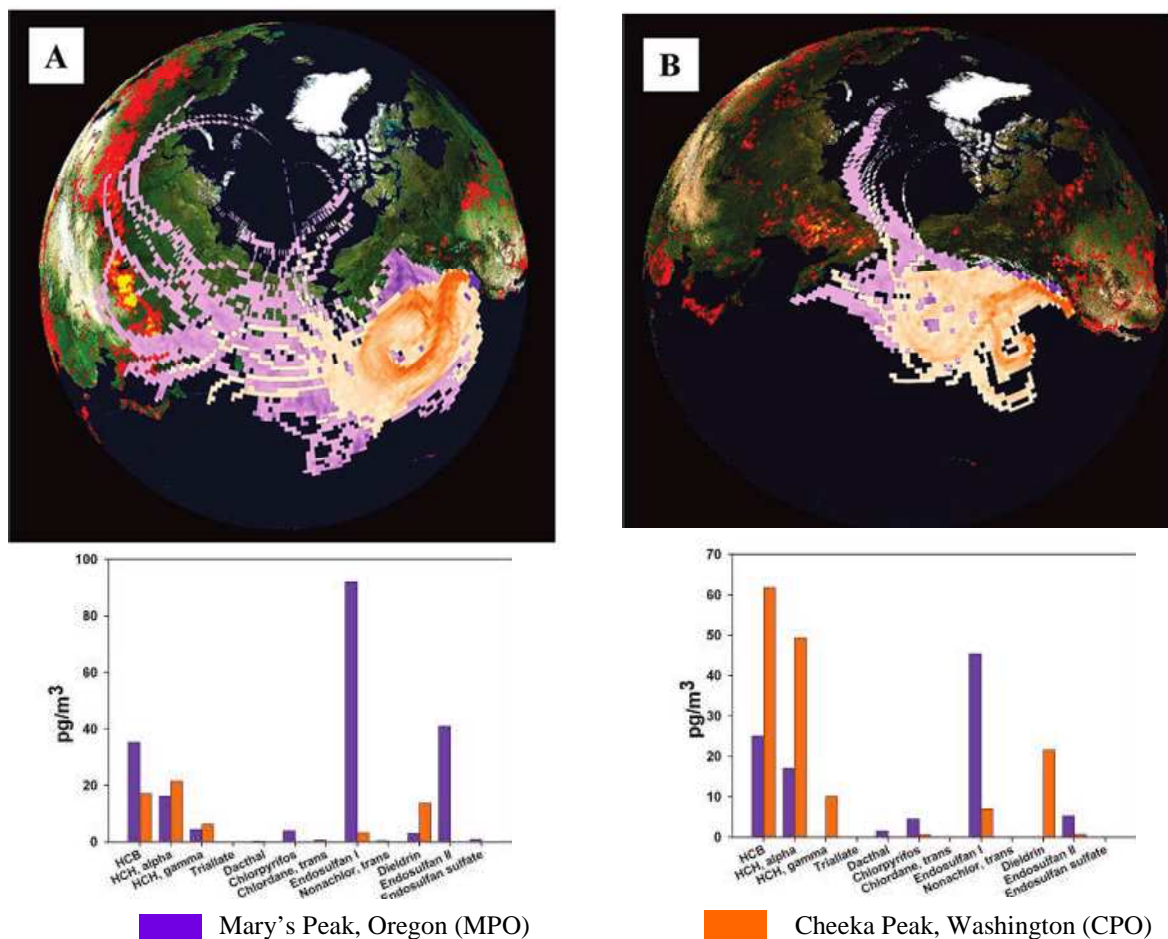 A
B
100
80
60
40
20
0
pg/m³
HCB
HCH, alpha
HCH, gamma
Triallate
Dacthal
Chlorpyrifos
Chlordane, trans
Endosulfan I
Nonachlor, trans
Dieldrin
Endosulfan II
Endosulfan sulfate
70
60
50
40
30
20
10
0
pg/m³
HCB
HCH, alpha
HCH, gamma
Triallate
Dacthal
Chlorpyrifos
Chlordane, trans
Endosulfan I
Nonachlor, trans
Dieldrin
Endosulfan II
Endosulfan sulfate
Mary’s Peak, Oregon (MPO)
Cheeka Peak, Washington (CPO)